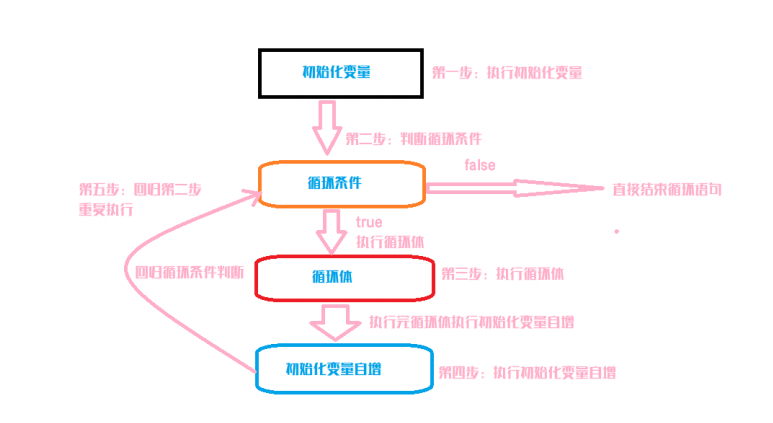 初始化变量
第一步：执行初始化变量
第二步：判断循环条件
false
第五步：回归第二步
重复执行
循环条件
直接结束循环语句
true
执行循环体
回归循环条件判断
循环体
第三步：执行循环体
执行完循环体执行初始化变量自增
初始化变量自增
第四步：执行初始化变量自增